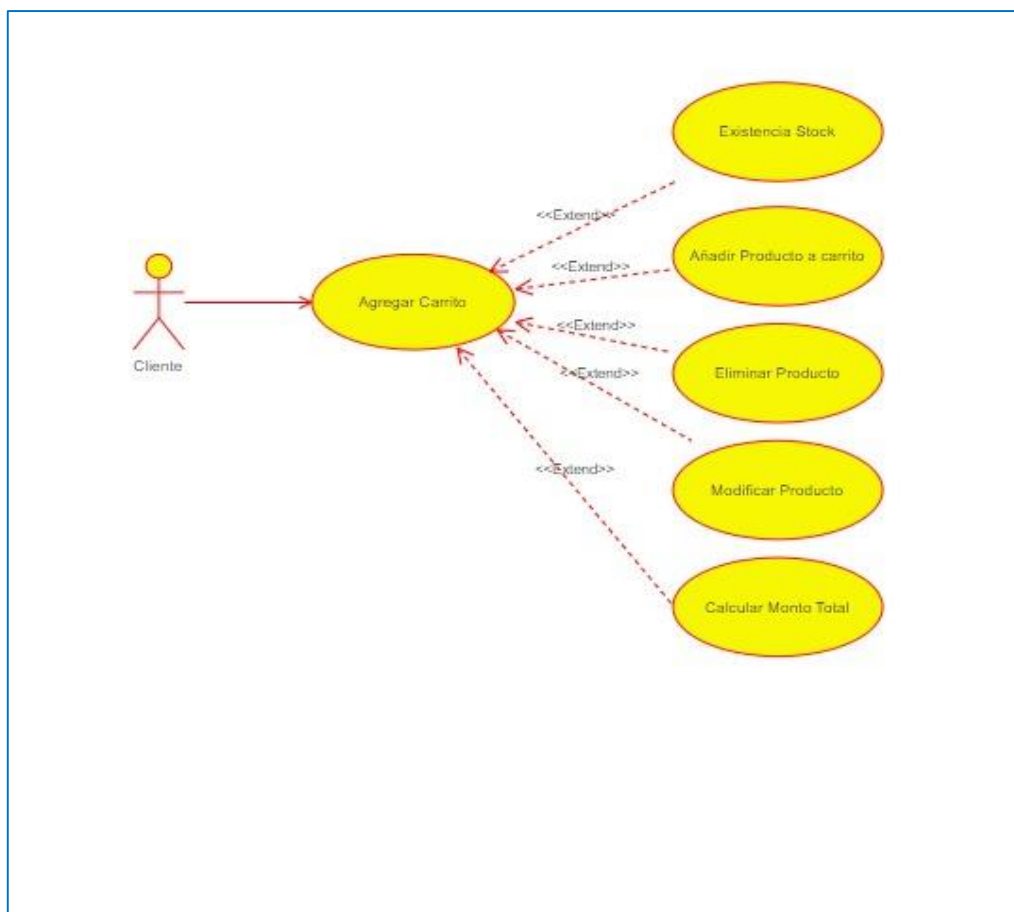 Existencia Stock
<<Extend>>
Añadir Producto a carrito
<<Extend>>
Agregar Carrito
<<Extend>>
Cliente
<<Extend>>
Eliminar Producto
<<Extend>>
Modificar Producto
Calcular Monto Total